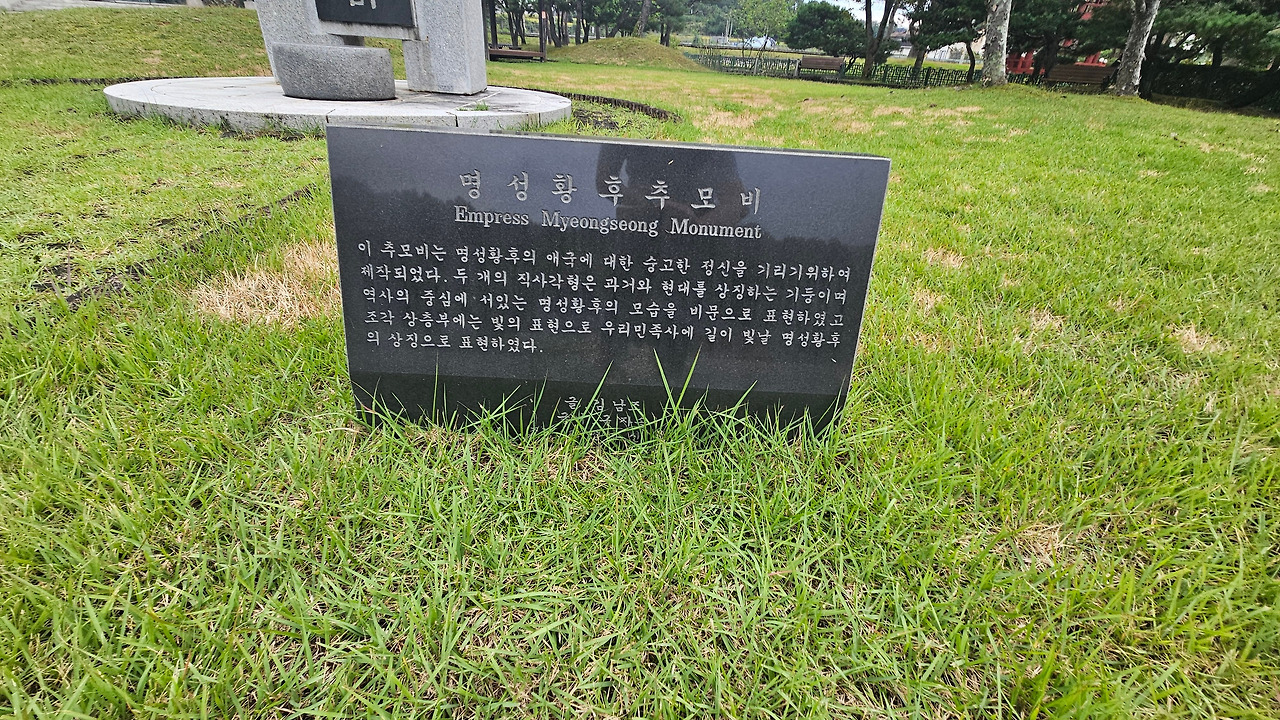 비
명성황후추모비
Empress Myeongseong Monument
이 추모비는 명성황후의 애국에 대한 숭고한 정신을 기리기위하여
제작되었다. 두 개의 직사각형은 과거와 현대를 상징하는 기둥이며
역사의 중심에 서있는 명성황후의 모습을 비문으로 표현하였고
조각 상층부에는 빛의 표현으로 우리민족사에 길이 빛날 명성황후
의 상징으로 표현하였다.
글 김남조